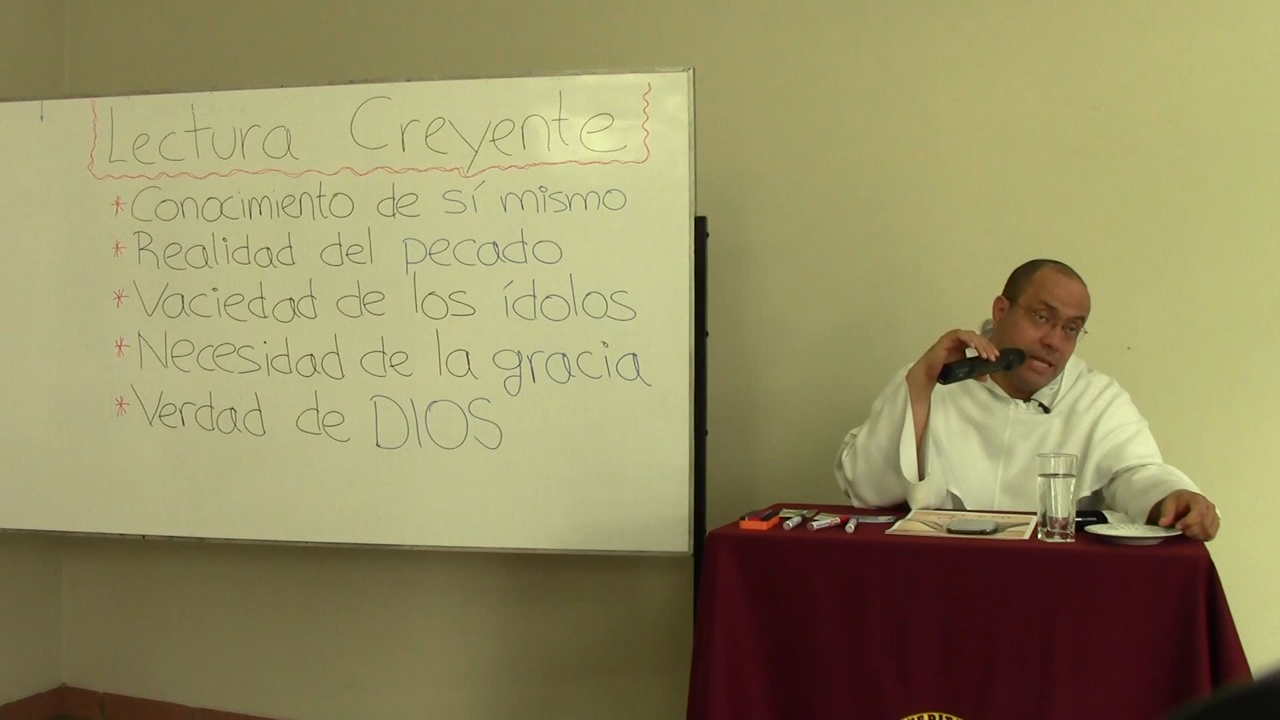 Lectura Creyente
* Conocimiento de sí mismo
* Realidad del pecado
* Vaciedad de los ídolos
* Necesidad de la gracia
* Verdad de DIOS